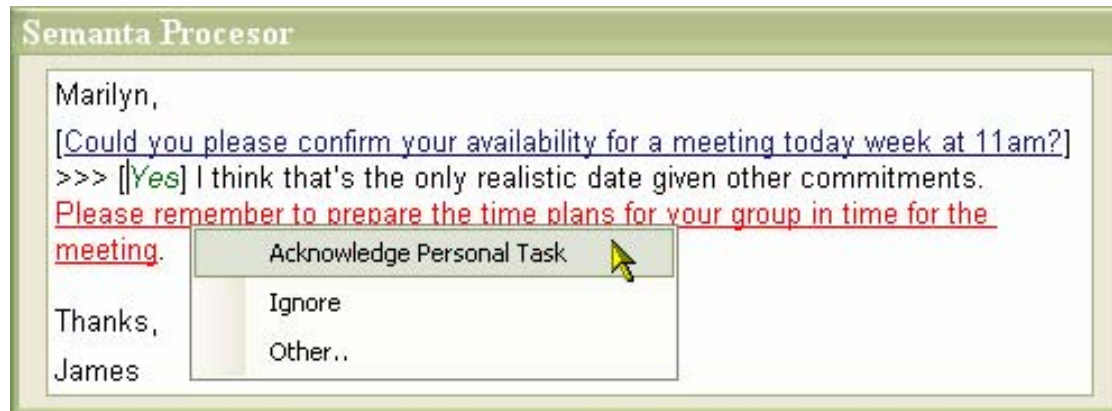 Semanta Procesor
Marilyn,
[Could you please confirm your availability for a meeting today week at 11am?]
>>> [Yes] I think that's the only realistic date given other commitments.
Please remember to prepare the time plans for your group in time for the
meeting.
Acknowledge Personal Task
Ignore
Other..
Thanks,
James